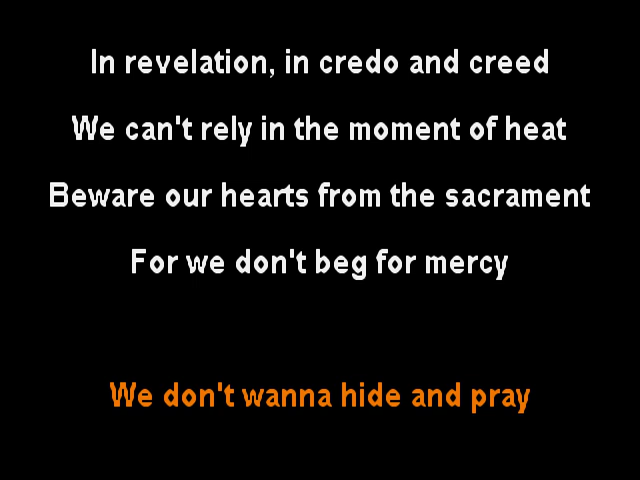 In revelation, in credo and creed
We can't rely in the moment of heat
Beware our hearts from the sacrament
For we don't beg for mercy
We don't wanna hide and pray